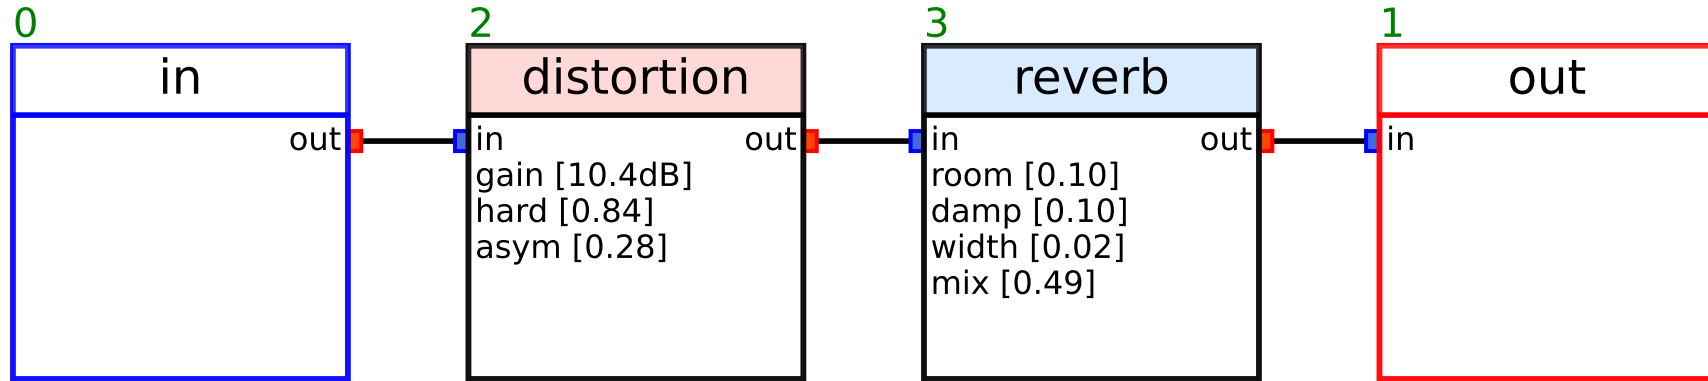 0
in
out
2
distortion
in
out
gain [10.4dB]
hard [0.84]
asym [0.28]
3
reverb
in
out
room [0.10]
damp [0.10]
width [0.02]
mix [0.49]
1
out
in